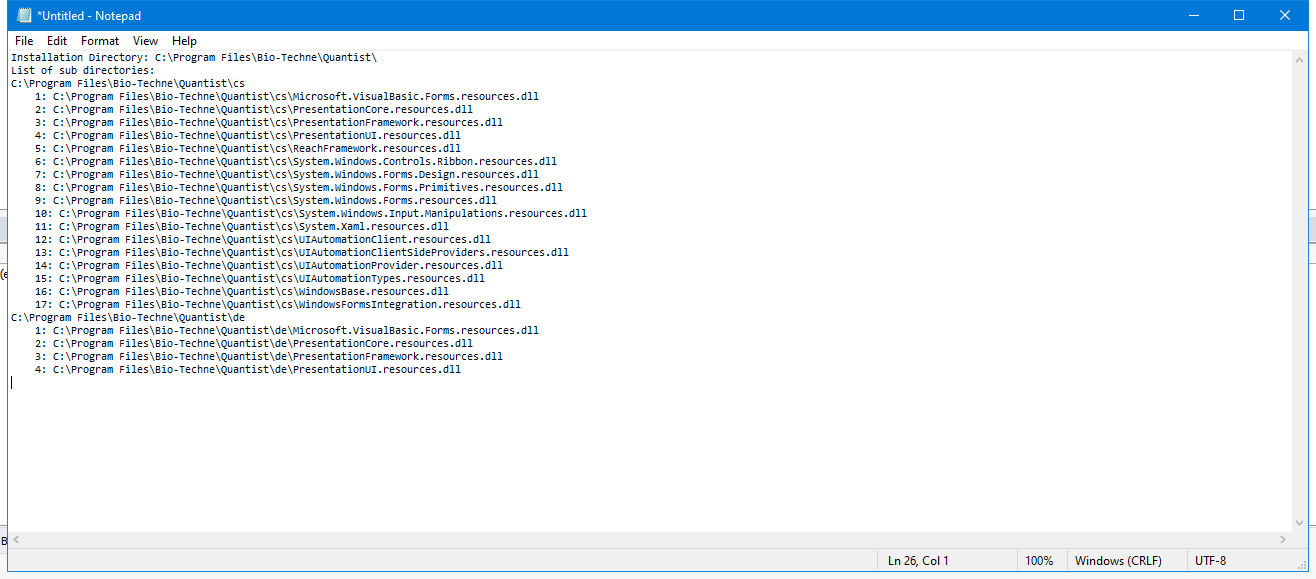 *Untitled - Notepad
File Edit Format View Help
Installation Directory: C:\Program Files\Bio-Techne\Quantist\
List of sub directories:
C:\Program Files\Bio-Techne\Quantist\cs
1: C:\Program Files\Bio-Techne\Quantist\cs\Microsoft.VisualBasic.Forms.resources.dll
2: C:\Program Files\Bio-Techne\Quantist\cs\PresentationCore.resources.dll
3: C:\Program Files\Bio-Techne\Quantist\cs\PresentationFramework.resources.dll
4: C:\Program Files\Bio-Techne\Quantist\cs\PresentationUI.resources.dll
5: C:\Program Files\Bio-Techne\Quantist\cs\ReachFramework.resources.dll
6: C:\Program Files\Bio-Techne\Quantist\cs\System.Windows.Controls.Ribbon.resources.dll
7: C:\Program Files\Bio-Techne\Quantist\cs\System.Windows.Forms.Design.resources.dll
8: C:\Program Files\Bio-Techne\Quantist\cs\System.Windows.Forms.Primitives.resources.dll
9: C:\Program Files\Bio-Techne\Quantist\cs\System.Windows.Forms.resources.dll
10: C:\Program Files\Bio-Techne\Quantist\cs\System.Windows.Input.Manipulations.resources.dll
11: C:\Program Files\Bio-Techne\Quantist\cs\System.Xaml.resources.dll
12: C:\Program Files\Bio-Techne\Quantist\cs\UIAutomationClient.resources.dll
13: C:\Program Files\Bio-Techne\Quantist\cs\UIAutomationClientSideProviders.resources.dll
14: C:\Program Files\Bio-Techne\Quantist\cs\UIAutomationProvider.resources.dll
15: C:\Program Files\Bio-Techne\Quantist\cs\UIAutomationTypes.resources.dll
16: C:\Program Files\Bio-Techne\Quantist\cs\WindowsBase.resources.dll
17: C:\Program Files\Bio-Techne\Quantist\cs\WindowsFormsIntegration.resources.dll
C:\Program Files\Bio-Techne\Quantist\de
1: C:\Program Files\Bio-Techne\Quantist\de\Microsoft.VisualBasic.Forms.resources.dll
2: C:\Program Files\Bio-Techne\Quantist\de\PresentationCore.resources.dll
3: C:\Program Files\Bio-Techne\Quantist\de\PresentationFramework.resources.dll
4: C:\Program Files\Bio-Techne\Quantist\de\PresentationUI.resources.dll
Ln 26, Col 1 100% Windows (CRLF) UTF-8